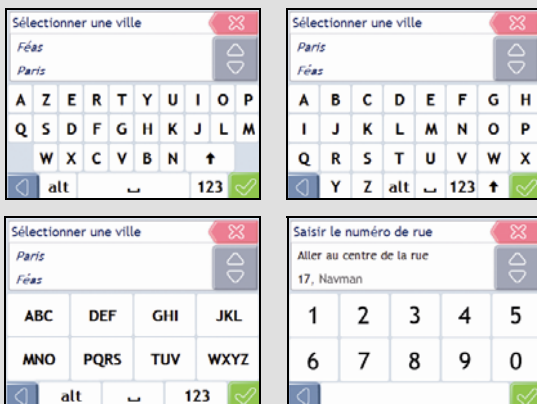 Sélectionner une ville
Féas
Paris
A Z E R T Y U I O P
Q S D F G H K J L M
W X C V B N
alt 123
Sélectionner une ville
Paris
Féas
A B C D E F G H
I J K L M N O P
Q R S T U V W X
Y Z alt 123
Sélectionner une ville
Paris
Féas
ABC DEF GHI JKL
MNO PQRS TUV WXYZ
alt 123
Saisir le numéro de rue
Aller au centre de la rue
17, Navman
1 2 3 4 5
6 7 8 9 0